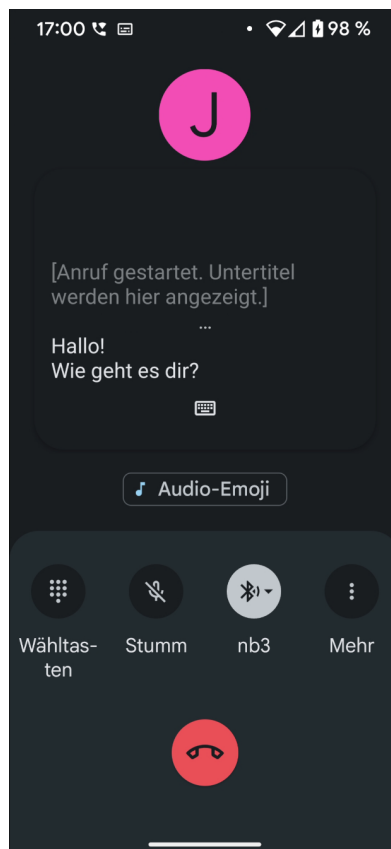 17:00
98 %
J
[Anruf gestartet. Untertitel
werden hier angezeigt.]
...
Hallo!
Wie geht es dir?
Audio-Emoji
Wähltas-
ten
Stumm
nb3
Mehr